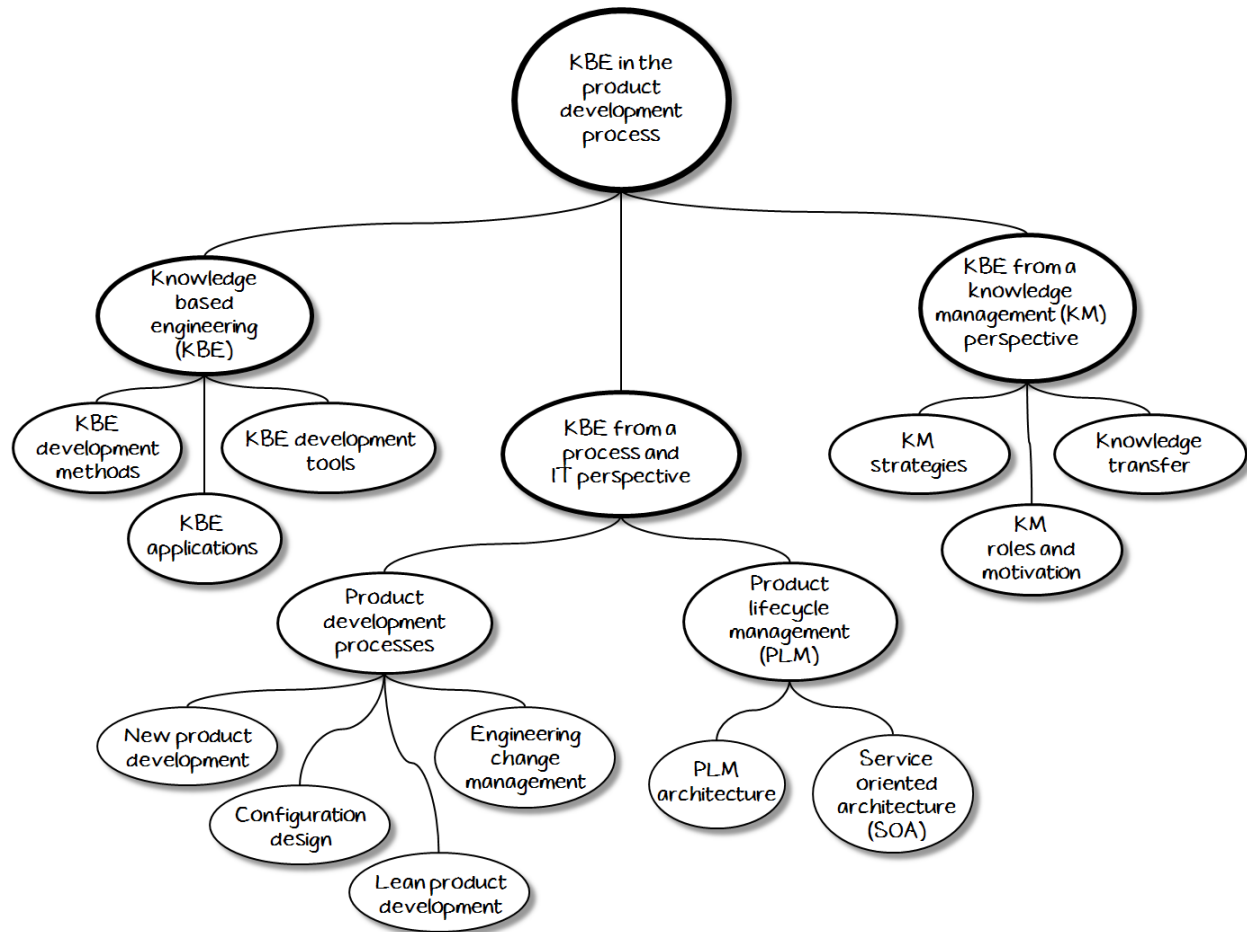 KBE in the
product
development
process
Knowledge
based
engineering
(KBE)
KBE from a
knowledge
management (KM)
perspective
KBE
development
methods
KBE development
tools
KBE
applications
KBE from a
process and
IT perspective
KM
strategies
Knowledge
transfer
KM
roles and
motivation
Product
development
processes
Product
lifecycle
management
(PLM)
New product
development
Configuration
design
Lean product
development
Engineering
change
management
PLM
architecture
Service
oriented
architecture
(SOA)